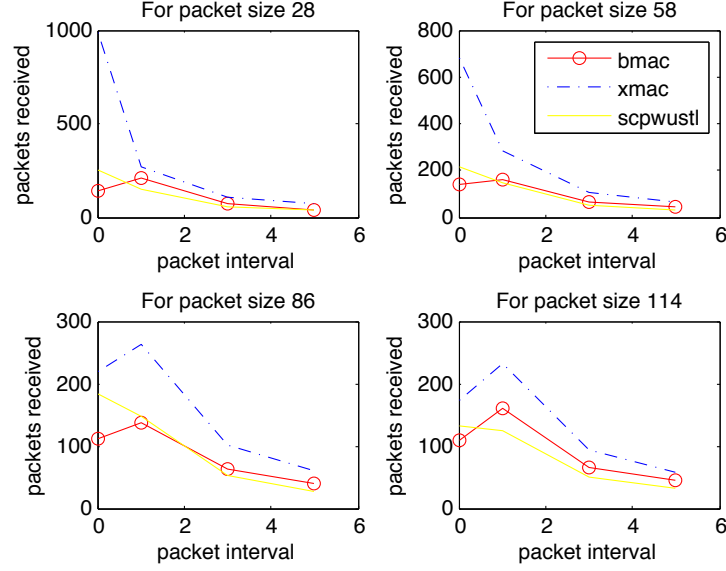 For packet size 28
1000
500
0
packets received
0
2
4
6
packet interval
For packet size 58
800
600
400
200
0
packets received
0
2
4
6
packet interval
bmac
xmac
scpwustl
For packet size 86
300
200
100
0
packets received
0
2
4
6
packet interval
For packet size 114
300
200
100
0
packets received
0
2
4
6
packet interval